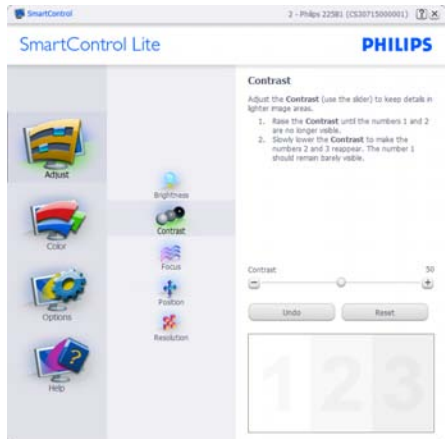 SmartControl
2 - Philips 225B1 (CS30715000001)
SmartControl Lite
PHILIPS
Adjust
Color
Options
Help
Brightness
Contrast
Focus
Position
Resolution
Contrast
Adjust the Contrast (use the slider) to keep details in
lighter image areas.
1. Raise the Contrast until the numbers 1 and 2
are no longer visible.
2. Slowly lower the Contrast to make the
numbers 2 and 3 reappear. The number 1
should remain barely visible.
Contrast 50
Undo Reset
1 2 3